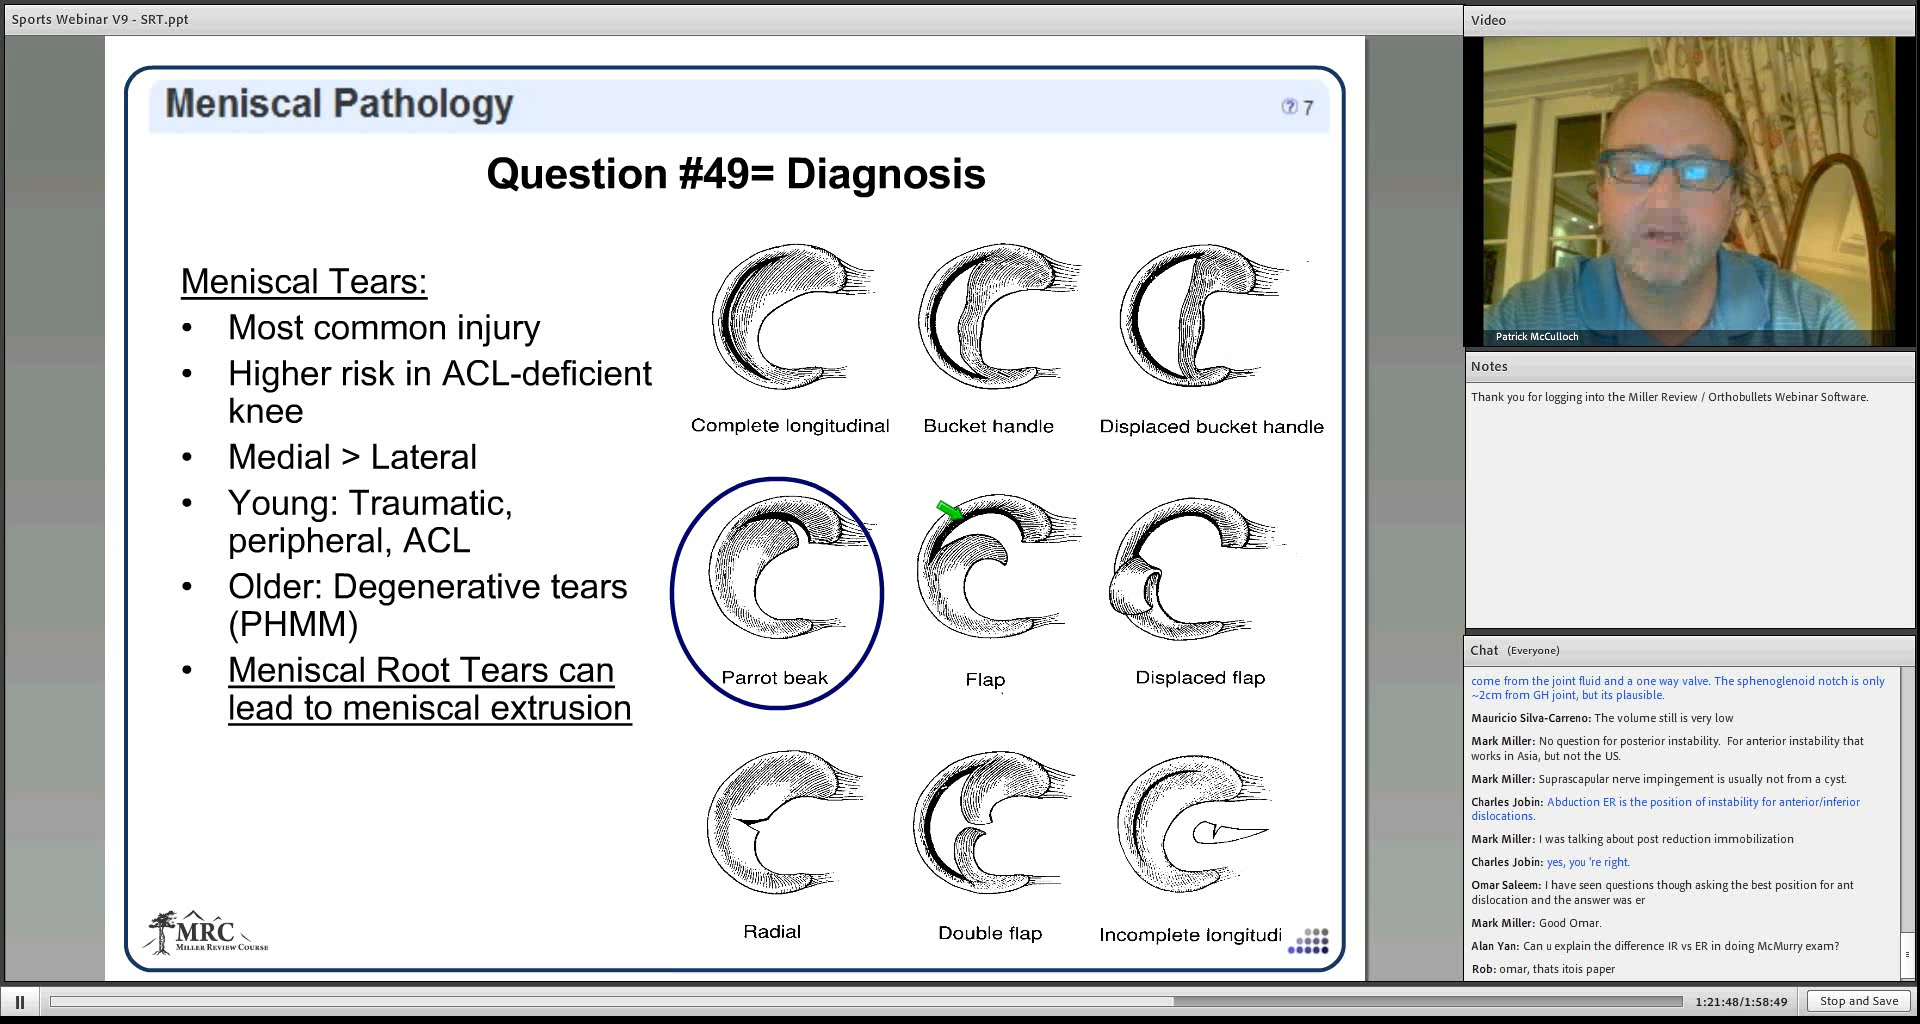 Sports Webinar V9 - SRT.ppt
Meniscal Pathology
7
Question #49= Diagnosis
Meniscal Tears:
• Most common injury
• Higher risk in ACL-deficient
knee
• Medial > Lateral
• Young: Traumatic,
peripheral, ACL
• Older: Degenerative tears
(PHMM)
• Meniscal Root Tears can
lead to meniscal extrusion
Complete longitudinal
Bucket handle
Displaced bucket handle
Parrot beak
Flap
Displaced flap
Radial
Double flap
Incomplete longitudi
MRC
MILLER REVIEW COURSE
Video
Patrick McCulloch
Notes
Thank you for logging into the Miller Review / Orthobullets Webinar Software.
Chat (Everyone)
come from the joint fluid and a one way valve. The sphenoglenoid notch is only
~2cm from GH joint, but its plausible.
Mauricio Silva-Carreno: The volume still is very low
Mark Miller: No question for posterior instability. For anterior instability that
works in Asia, but not the US.
Mark Miller: Suprascapular nerve impingement is usually not from a cyst.
Charles Jobin: Abduction ER is the position of instability for anterior/inferior
dislocations.
Mark Miller: I was talking about post reduction immobilization
Charles Jobin: yes, you 're right.
Omar Saleem: I have seen questions though asking the best position for ant
dislocation and the answer was er
Mark Miller: Good Omar.
Alan Yan: Can u explain the difference IR vs ER in doing McMurry exam?
Rob: omar, thats itois paper
1:21:48/1:58:49
Stop and Save